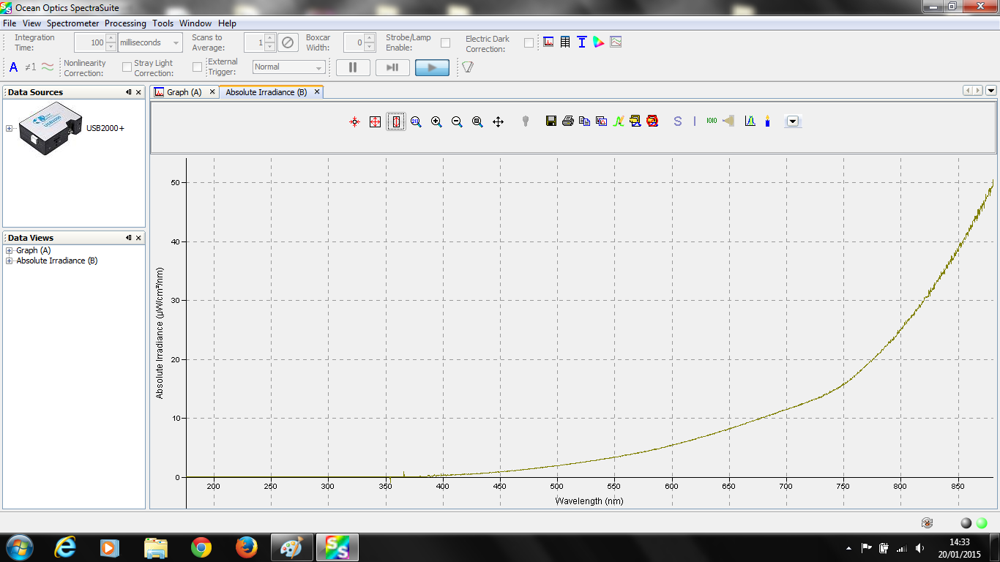 Ocean Optics SpectraSuite
File View Spectrometer Processing Tools Window Help
Integration Time: 100 milliseconds Scans to Average: 1 Boxcar Width: 0 Strobe/Lamp Enable: Electric Dark Correction:
A ≠1 Nonlinearity Correction: Stray Light Correction: External Trigger: Normal
Data Sources
USB2000
USB2000+
Data Views
Graph (A)
Absolute Irradiance (B)
Graph (A) Absolute Irradiance (B)
S I 1010
Absolute Irradiance (µW/cm²/nm)
50
40
30
20
10
0
200 250 300 350 400 450 500 550 600 650 700 750 800 850
Wavelength (nm)
14:33
20/01/2015